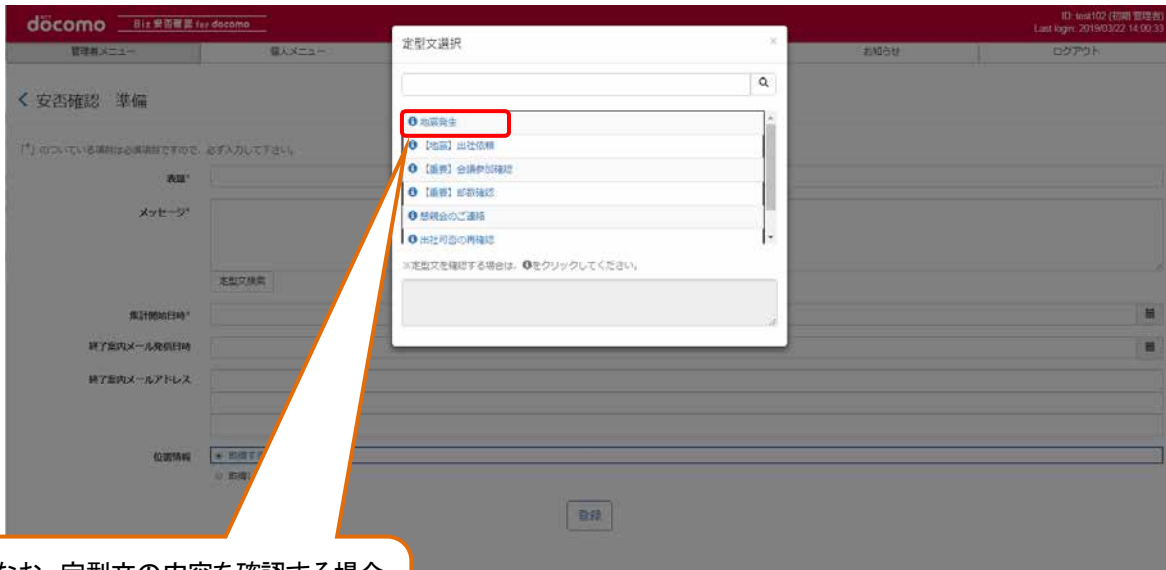 döcomo Biz安否確認 for docomo
ID: test102 (初期 管理者)
Last login: 2019/03/22 14:00:33
管理者メニュー 個人メニュー お知らせ ログアウト
安否確認 準備
[*] のついている項目は必須項目ですので、必ず入力して下さい。
表題*
メッセージ*
定型文検索
集計開始日時*
終了案内メール発信日時
終了案内メールアドレス
位置情報
取得す
取得
登録
定型文選択 ×
地震発生
【地震】出社依頼
【重要】会議参加確認
【重要】部数確認
懇親会のご連絡
出社可否の再確認
※定型文を確認する場合は、をクリックしてください。
なお、定型文の内容を確認する場合